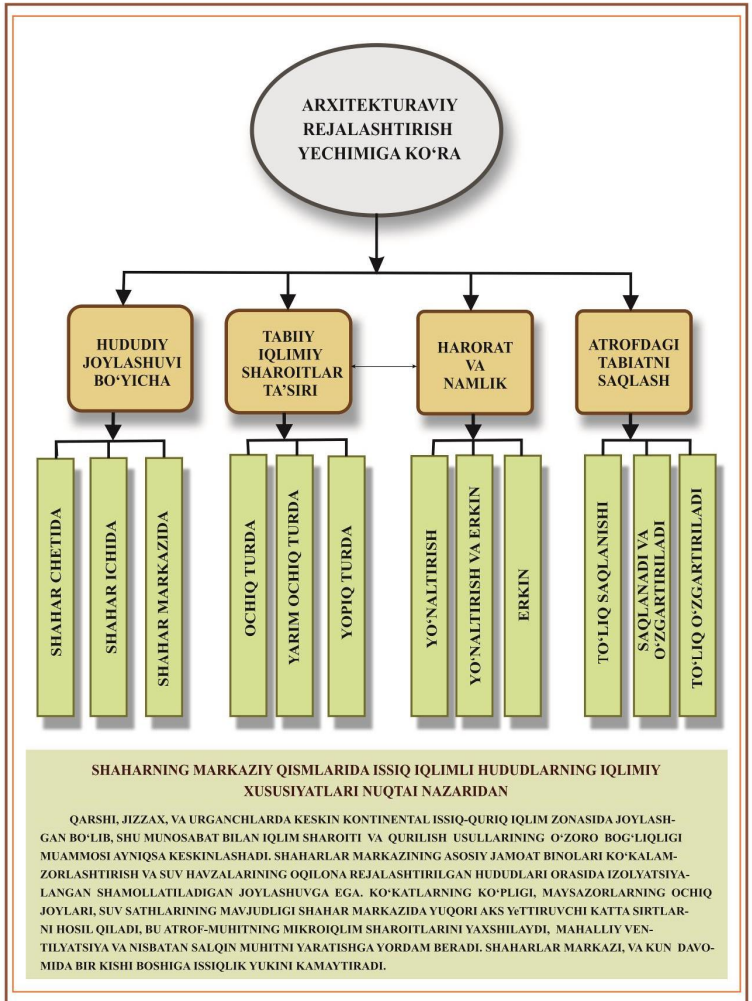 ARXITEKTURAVIY
REJALASHTIRISH
YECHIMIGA KO‘RA
HUDUDIY
JOYLASHUVI
BO‘YICHA
TABIIY
IQLIMIY
SHAROITLAR
TA’SIRI
HARORAT
VA
NAMLIK
ATROFDAGI
TABIATNI
SAQLASH
SHAHAR CHETIDA
SHAHAR ICHIDA
SHAHAR MARKAZIDA
OCHIQ TURDA
YARIM OCHIQ TURDA
YOPIQ TURDA
YO‘NALTIRISH
YO‘NALTIRISH VA ERKIN
ERKIN
TO‘LIQ SAQLANISHI
SAQLANADI VA
O‘ZGARTIRILADI
TO‘LIQ O‘ZGARTIRILADI
SHAHARNING MARKAZIY QISMLARIDA ISSIQ IQLIMLI HUDUDLARNING IQLIMIY
XUSUSIYATLARI NUQTAI NAZARIDAN
QARSHI, JIZZAX, VA URGANCHLARDA KESKIN KONTINENTAL ISSIQ-QURIQ IQLIM ZONASIDA JOYLASH-
GAN BO‘LIB, SHU MUNOSABAT BILAN IQLIM SHAROITI VA QURILISH USULLARINING O‘ZORO BOG‘LIQLIGI
MUAMMOSI AYNIQSA KESKINLASHADI. SHAHARLAR MARKAZINING ASOSIY JAMOAT BINOLARI KO‘KALAM-
ZORLASHTIRISH VA SUV HAVZALARINING OQILONA REJALASHTIRILGAN HUDUDLARI ORASIDA IZOLYATSIYA-
LANGAN SHAMOLLATILADIGAN JOYLASHUVGA EGA. KO‘KATLARNING KO‘PLIGI, MAYSAZORLARNING OCHIQ
JOYLARI, SUV SATHLARINING MAVJUDLIGI SHAHAR MARKAZIDA YUQORI AKS YeTTIRUVCHI KATTA SIRTLAR-
NI HOSIL QILADI, BU ATROF-MUHITNING MIKROIQLIM SHAROITLARINI YAXSHILAYDI, MAHALLIY VEN-
TILYATSIYA VA NISBATAN SALQIN MUHITNI YARATISHGA YORDAM BERADI. SHAHARLAR MARKAZI, VA KUN DAVO-
MIDA BIR KISHI BOSHIGA ISSIQLIK YUKINI KAMAYTIRADI.